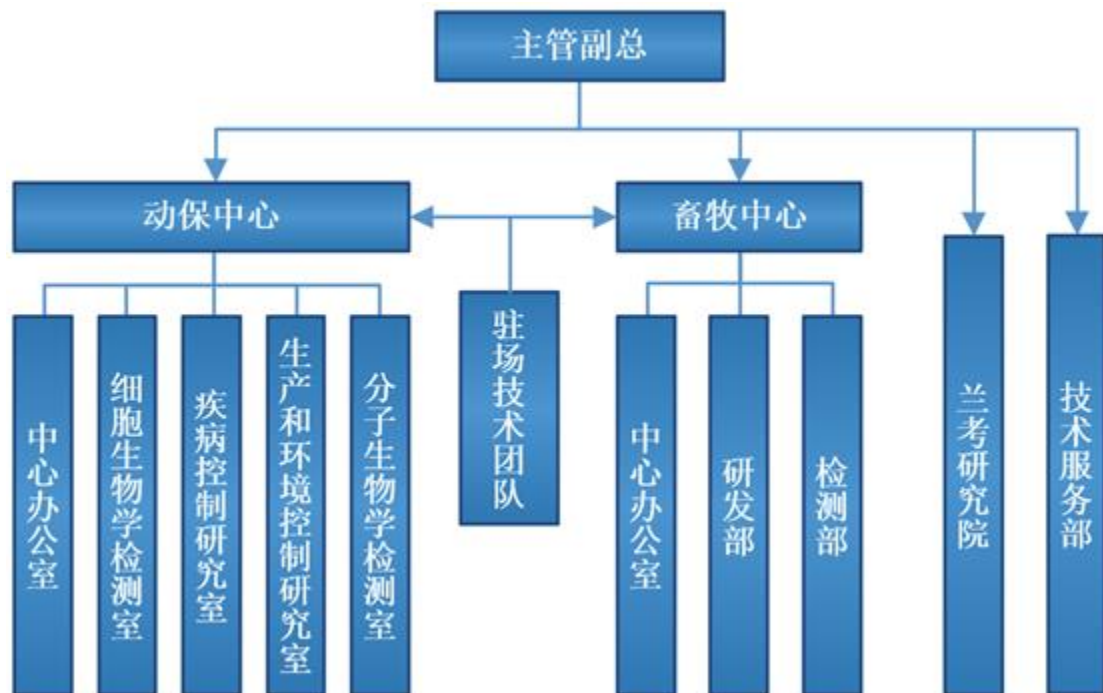 主管副总
动保中心
畜牧中心
中心办公室
细胞生物学检测室
疾病控制研究室
生产和环境控制研究室
分子生物学检测室
驻场技术团队
中心办公室
研发部
检测部
兰考研究院
技术服务部